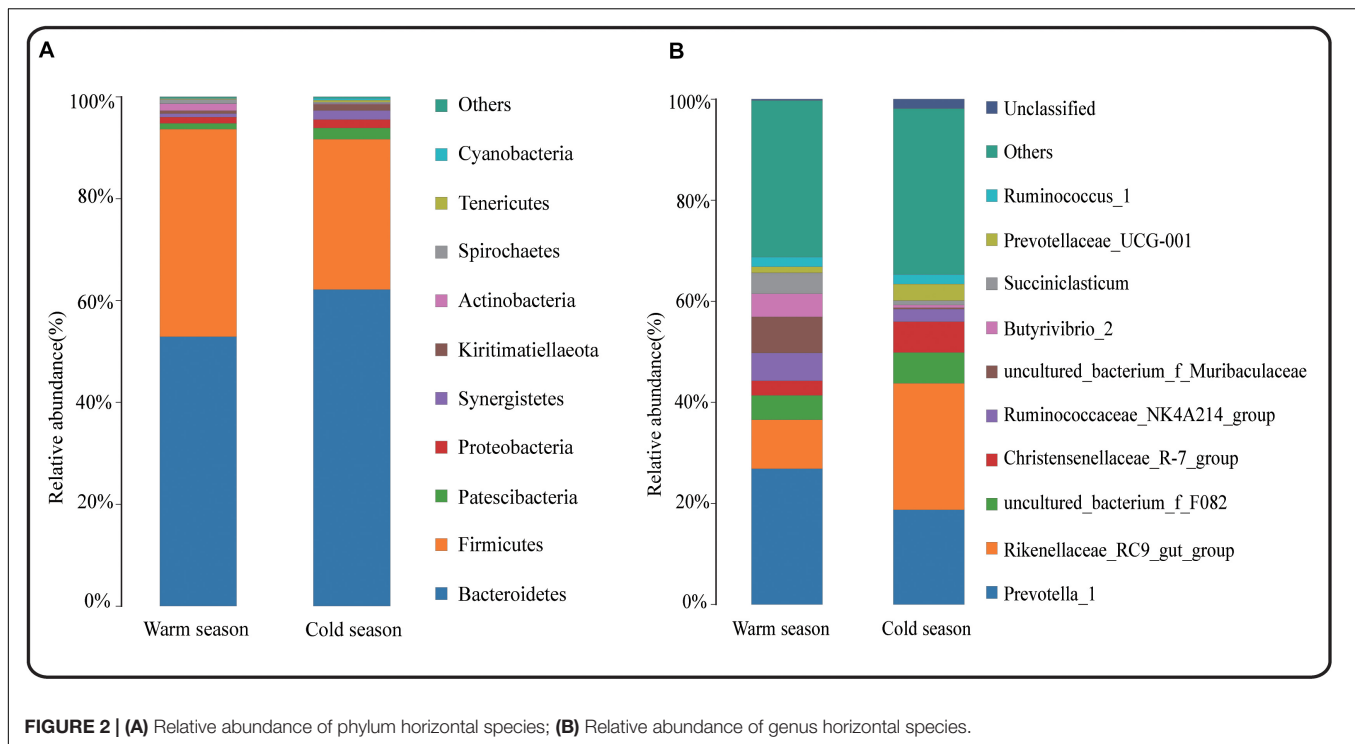 A
Relative abundance(%)
100%
80%
60%
40%
20%
0%
Warm season
Cold season
Others
Cyanobacteria
Tenericutes
Spirochaetes
Actinobacteria
Kiritimatiellaeota
Synergistetes
Proteobacteria
Patescibacteria
Firmicutes
Bacteroidetes
B
Relative abundance(%)
100%
80%
60%
40%
20%
0%
Warm season
Cold season
Unclassified
Others
Ruminococcus_1
Prevotellaceae_UCG-001
Succiniclasticum
Butyrivibrio_2
uncultured_bacterium_f_Muribaculaceae
Ruminococcaceae_NK4A214_group
Christensenellaceae_R-7_group
uncultured_bacterium_f_F082
Rikenellaceae_RC9_gut_group
Prevotella_1
FIGURE 2 | (A) Relative abundance of phylum horizontal species; (B) Relative abundance of genus horizontal species.